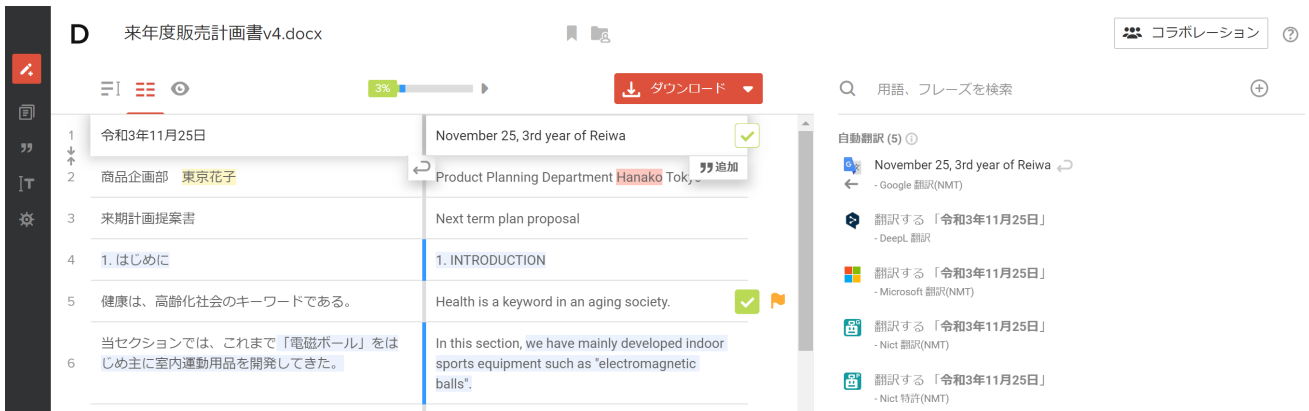 D 来年度販売計画書v4.docx コラボレーション
3% ダウンロード 用語、フレーズを検索
1 令和3年11月25日 November 25, 3rd year of Reiwa
追加
2 商品企画部 東京花子 Product Planning Department Hanako Tokyo
3 来期計画提案書 Next term plan proposal
4 1. はじめに 1. INTRODUCTION
5 健康は、高齢化社会のキーワードである。 Health is a keyword in an aging society.
6 当セクションでは、これまで「電磁ボール」をは
じめ主に室内運動用品を開発してきた。
In this section, we have mainly developed indoor
sports equipment such as "electromagnetic
balls".
自動翻訳 (5)
November 25, 3rd year of Reiwa
- Google 翻訳(NMT)
翻訳する「令和3年11月25日」
- DeepL 翻訳
翻訳する「令和3年11月25日」
- Microsoft 翻訳(NMT)
翻訳する「令和3年11月25日」
- Nict 翻訳(NMT)
翻訳する「令和3年11月25日」
- Nict 特許(NMT)